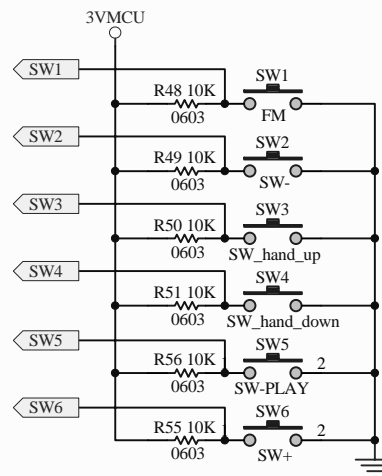 3VMCU
SW1
SW1
R48 10K
0603
FM
SW2
SW2
R49 10K
0603
SW-
SW3
SW3
R50 10K
0603
SW_hand_up
SW4
SW4
R51 10K
0603
SW_hand_down
SW5
SW5
R56 10K 1 2
0603
SW-PLAY
SW6
SW6
R55 10K 1 2
0603
SW+